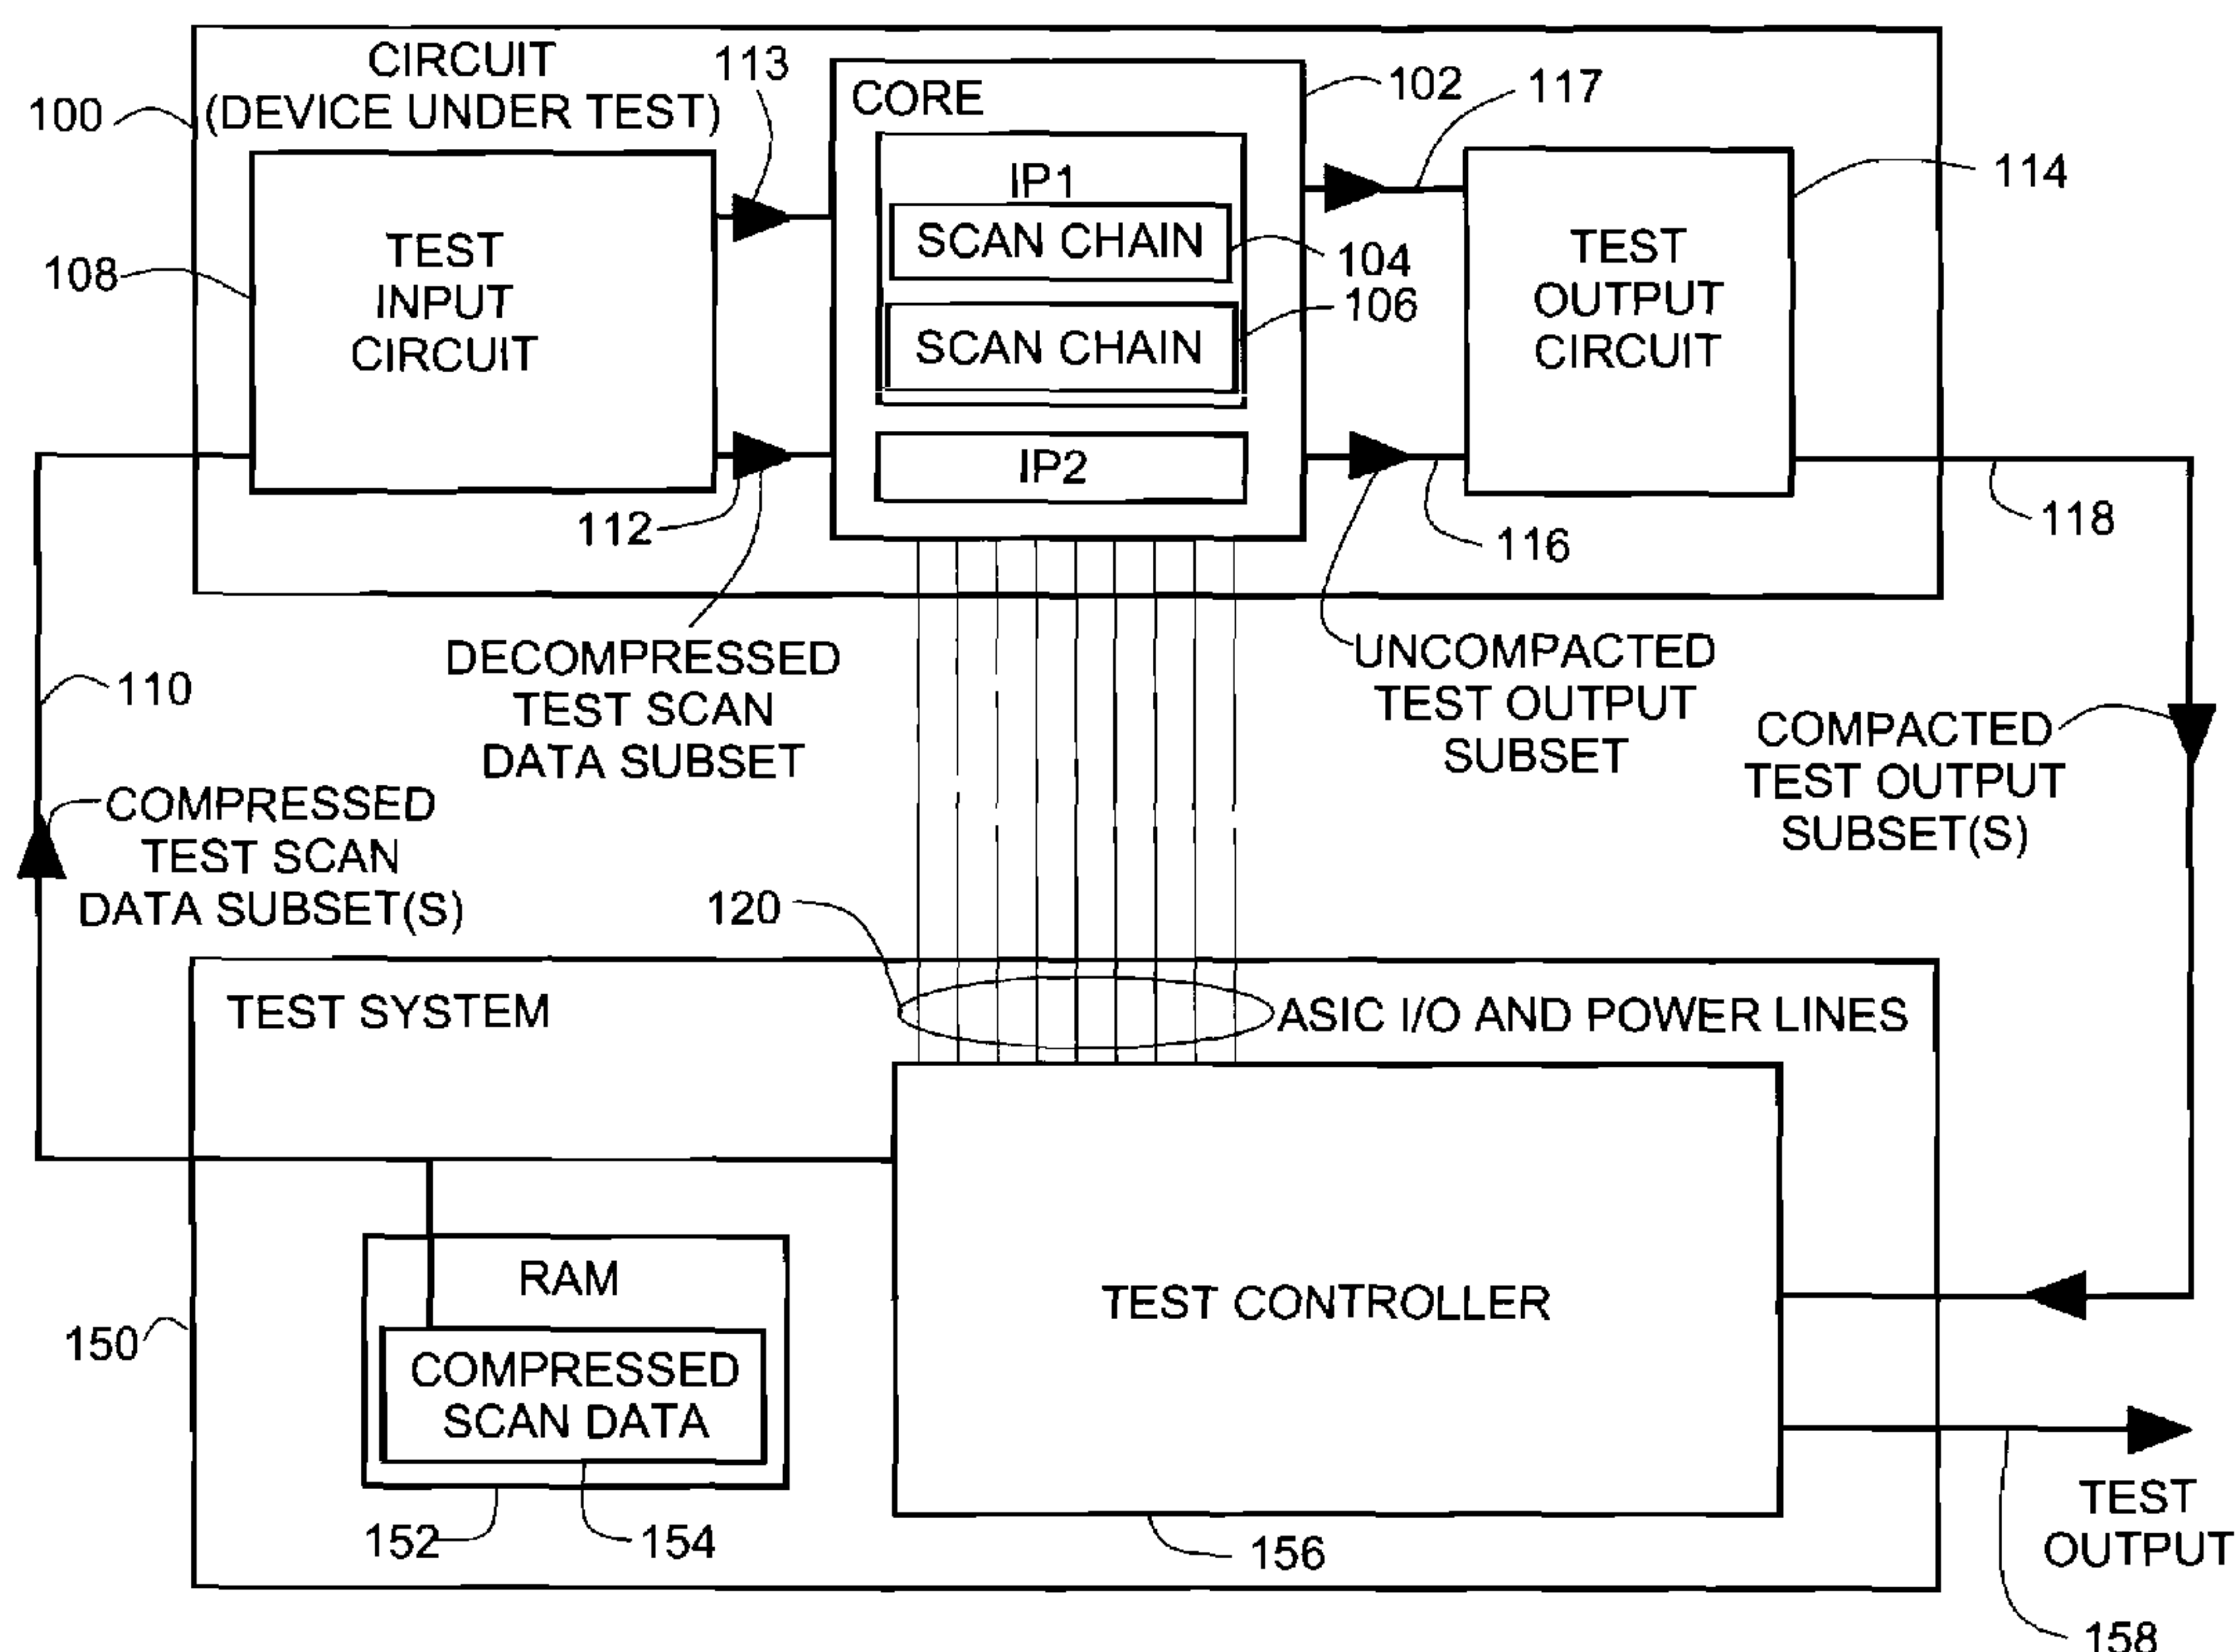 CIRCUIT
(DEVICE UNDER TEST)
100
113
CORE
102
117
114
IP1
SCAN CHAIN
104
SCAN CHAIN
106
IP2
108
TEST
INPUT
CIRCUIT
TEST
OUTPUT
CIRCUIT
112
116
118
110
DECOMPRESSED
TEST SCAN
DATA SUBSET
UNCOMPACTED
TEST OUTPUT
SUBSET
COMPACTED
TEST OUTPUT
SUBSET(S)
COMPRESSED
TEST SCAN
DATA SUBSET(S)
120
TEST SYSTEM
ASIC I/O AND POWER LINES
RAM
COMPRESSED
SCAN DATA
TEST CONTROLLER
150
152
154
156
TEST
OUTPUT
158